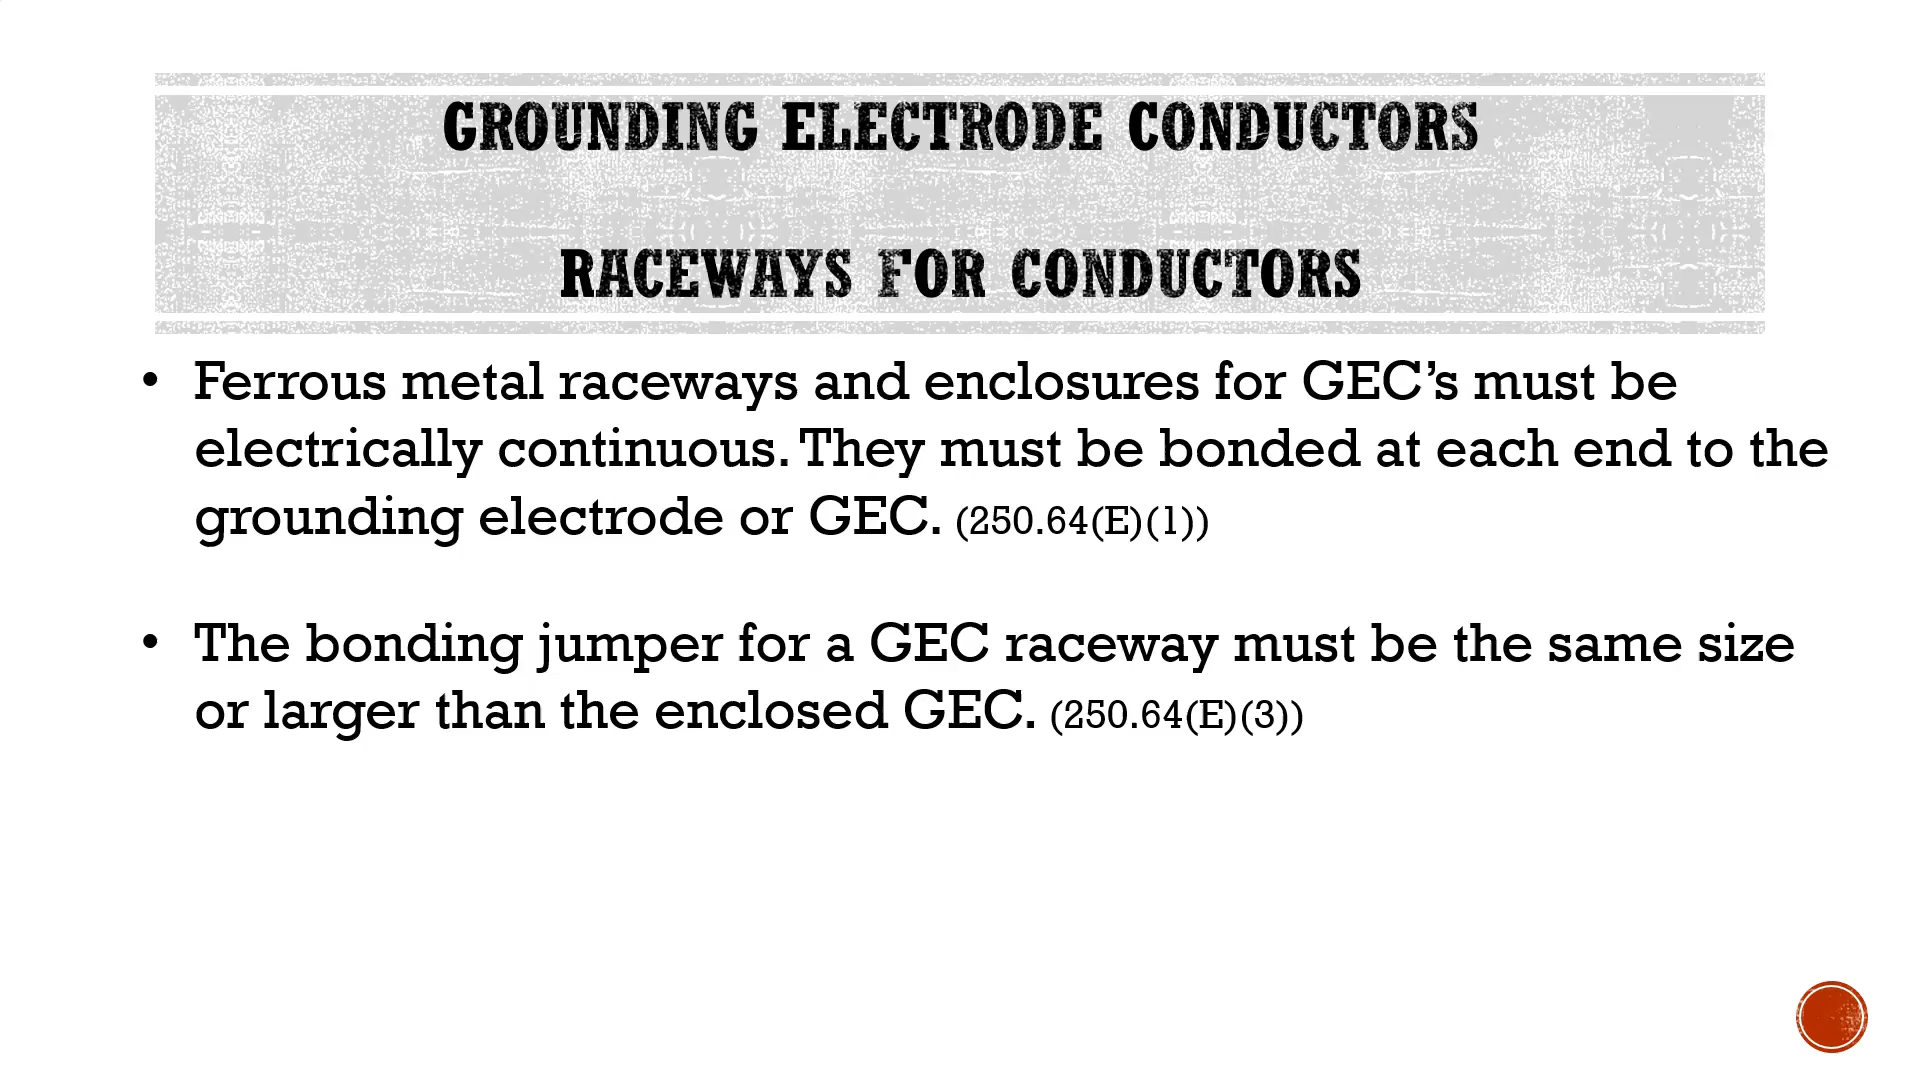 GROUNDING ELECTRODE CONDUCTORS
RACEWAYS FOR CONDUCTORS
• Ferrous metal raceways and enclosures for GEC’s must be
electrically continuous. They must be bonded at each end to the
grounding electrode or GEC. (250.64(E)(1))
• The bonding jumper for a GEC raceway must be the same size
or larger than the enclosed GEC. (250.64(E)(3))